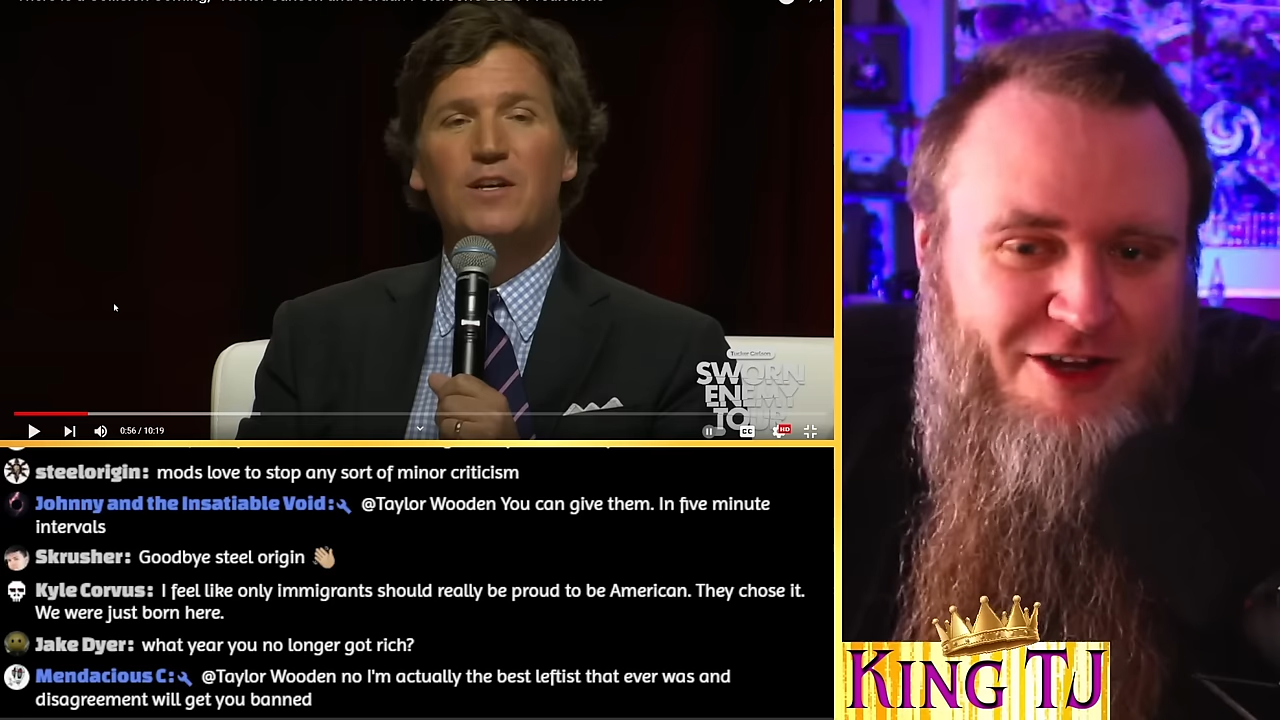 Tucker Carlson
SWORN
ENEMY
TOUR
0:56 / 10:19
CC
HD
steelorigin: mods love to stop any sort of minor criticism
Johnny and the Insatiable Void: @Taylor Wooden You can give them. In five minute
intervals
Skrusher: Goodbye steel origin 👋🏼
Kyle Corvus: I feel like only immigrants should really be proud to be American. They chose it.
We were just born here.
Jake Dyer: what year you no longer got rich?
Mendacious C: @Taylor Wooden no I'm actually the best leftist that ever was and
disagreement will get you banned
KING TJ